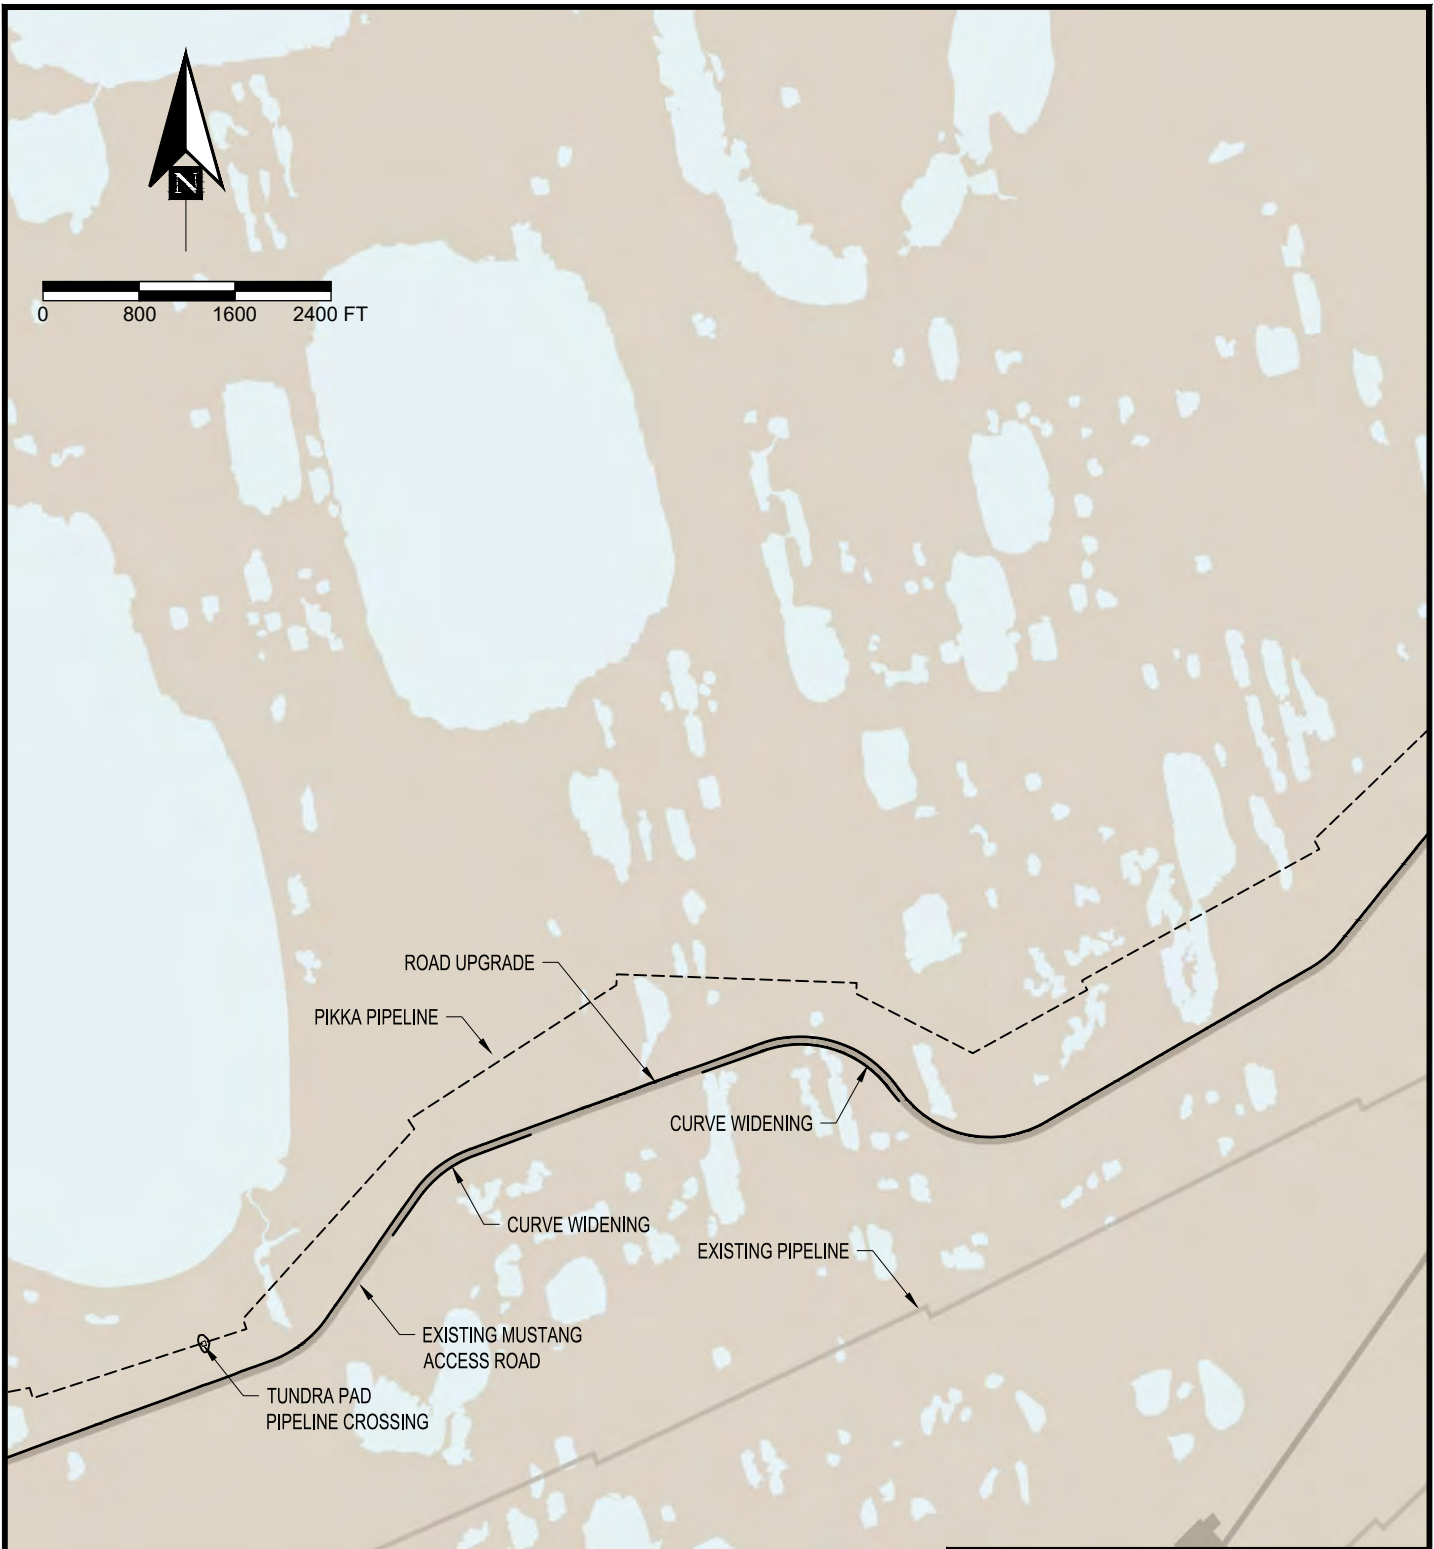 N
0 800 1600 2400 FT
ROAD UPGRADE
PIKKA PIPELINE
CURVE WIDENING
CURVE WIDENING
EXISTING PIPELINE
EXISTING MUSTANG
ACCESS ROAD
TUNDRA PAD
PIPELINE CROSSING